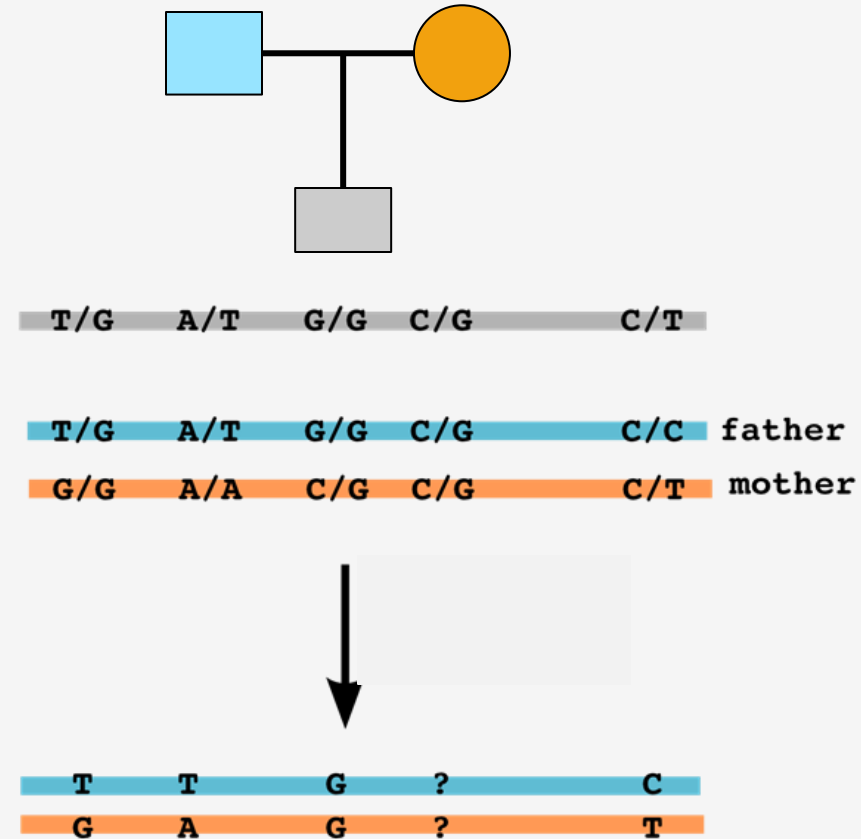 T/G A/T G/G C/G C/T
T/G A/T G/G C/G C/C father
G/G A/A C/G C/G C/T mother
T T G ? C
G A G ? T